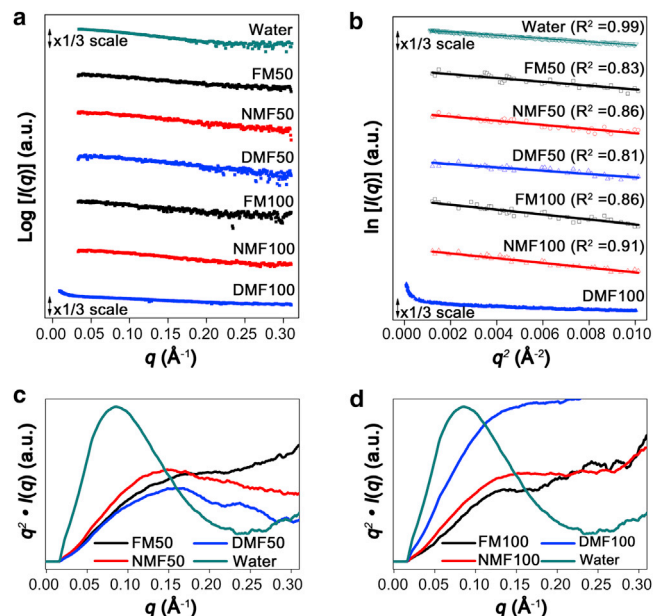 a
Log [I(q)] (a.u.)
x1/3 scale
Water
FM50
NMF50
DMF50
FM100
NMF100
DMF100
x1/3 scale
0.00 0.05 0.10 0.15 0.20 0.25 0.30
q (Å⁻¹)
b
ln [I(q)] (a.u.)
x1/3 scale
Water (R² =0.99)
FM50 (R² =0.83)
NMF50 (R² =0.86)
DMF50 (R² =0.81)
FM100 (R² =0.86)
NMF100 (R² =0.91)
DMF100
x1/3 scale
0.000 0.002 0.004 0.006 0.008 0.010
q² (Å⁻²)
c
q² • I(q) (a.u.)
FM50 DMF50
NMF50 Water
0.00 0.05 0.10 0.15 0.20 0.25 0.30
q (Å⁻¹)
d
q² • I(q) (a.u.)
FM100 DMF100
NMF100 Water
0.00 0.05 0.10 0.15 0.20 0.25 0.30
q (Å⁻¹)